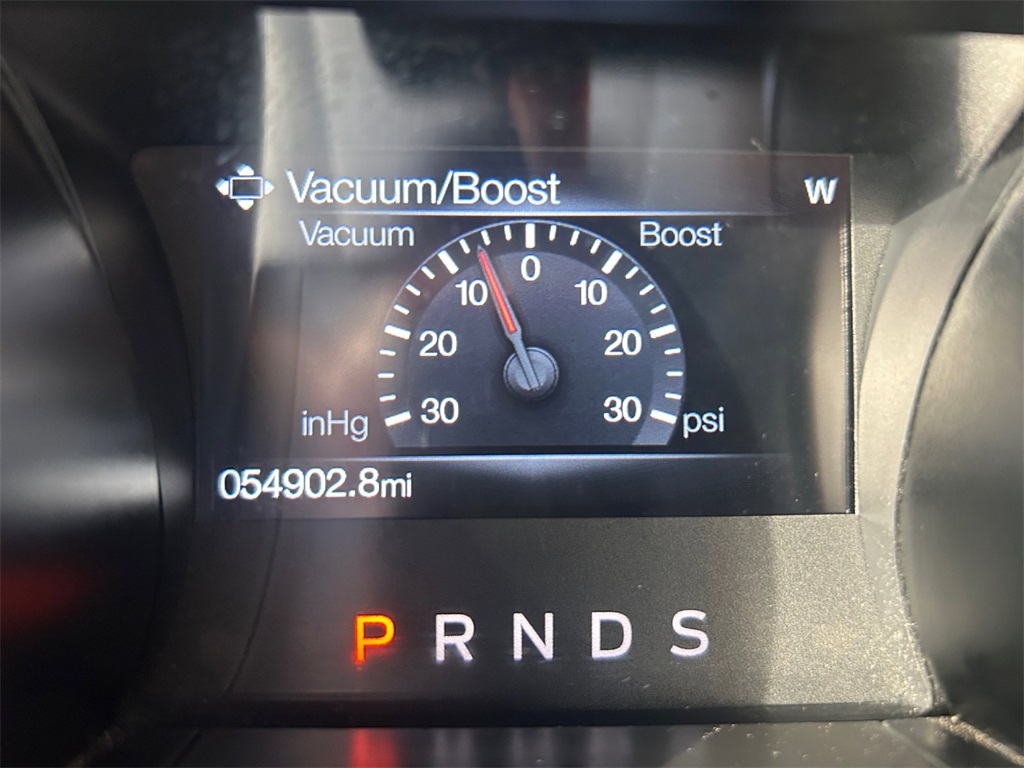 Vacuum/Boost W
Vacuum Boost
0
10 10
20 20
30 30
inHg psi
054902.8mi
P R N D S